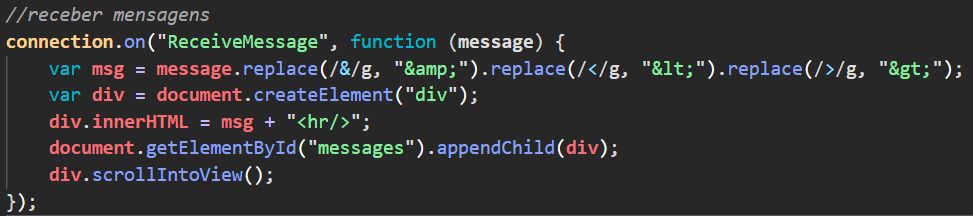 //receber mensagens
connection.on("ReceiveMessage", function (message) {
    var msg = message.replace(/&/g, "&amp;").replace(/</g, "&lt;").replace(/>/g, "&gt;");
    var div = document.createElement("div");
    div.innerHTML = msg + "<hr/>";
    document.getElementById("messages").appendChild(div);
    div.scrollIntoView();
});